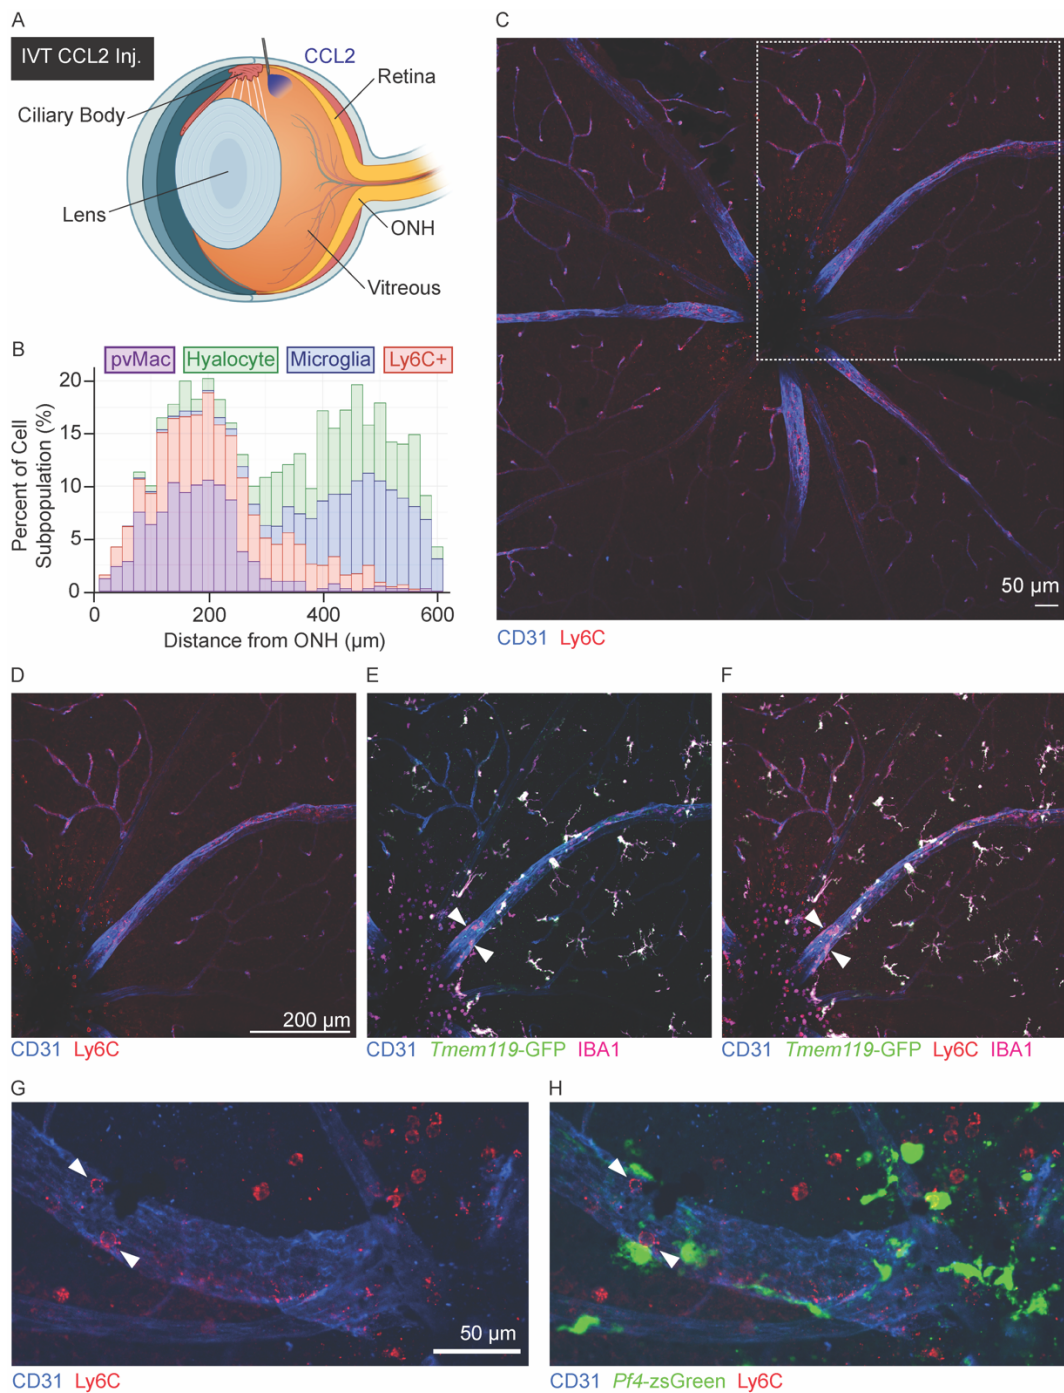 A
IVT CCL2 Inj.
CCL2
Retina
Ciliary Body
Lens
ONH
Vitreous
B
pvMac Hyalocyte Microglia Ly6C+
Percent of Cell
Subpopulation (%)
20
15
10
5
0
0 200 400 600
Distance from ONH (µm)
C
50 µm
CD31 Ly6C
D
200 µm
CD31 Ly6C
E
CD31 Tmem119-GFP IBA1
F
CD31 Tmem119-GFP Ly6C IBA1
G
50 µm
CD31 Ly6C
H
CD31 Pf4-zsGreen Ly6C